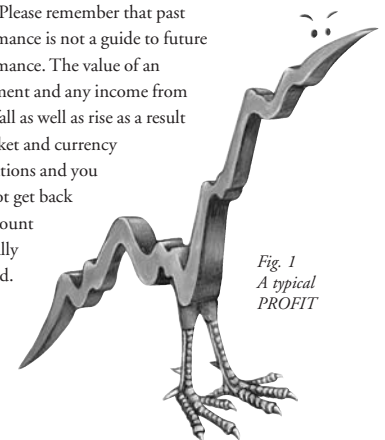 Please remember that past
mance is not a guide to future
mance. The value of an
ment and any income from
all as well as rise as a result
ket and currency
tions and you
ot get back
ount
lly
d.
Fig. 1
A typical
PROFIT